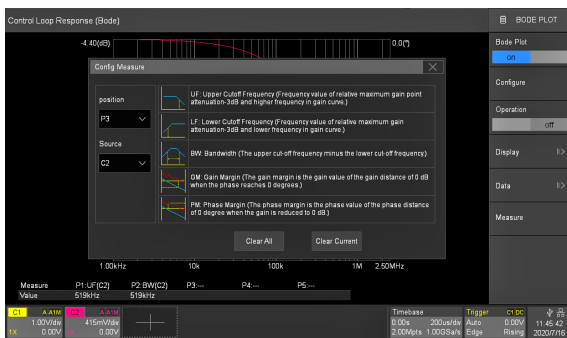 Control Loop Response (Bode)
BODE PLOT
-4.40(dB)
0.0(°)
Bode Plot
on
Config Measure
position
P3
Source
C2
UF: Upper Cutoff Frequency (Frequency value of relative maximum gain point
attenuation-3dB and higher frequency in gain curve.)
LF: Lower Cutoff Frequency (Frequency value of relative maximum gain
attenuation-3dB and lower frequency in gain curve.)
BW: Bandwidth (The upper cut-off frequency minus the lower cut-off frequency.)
GM: Gain Margin (The gain margin is the gain value of the gain distance of 0 dB
when the phase reaches 0 degrees.)
PM: Phase Margin (The phase margin is the phase value of the phase distance
of 0 degree when the gain is reduced to 0 dB.)
Clear All
Clear Current
Configure
Operation
off
Display
Data
Measure
1.00kHz 10k 100k 1M 2.50MHz
Measure P1:UF(C2) P2:BW(C2) P3:--- P4:--- P5:---
Value 519kHz 519kHz
C1 A A1M C2 A A1M
1.00V/div 415mV/div
1X 0.00V 0.00V
Timebase Trigger C1 DC
0.00s 200us/div Auto 0.00V 11:45:42
2.00Mpts 1.00GSa/s Edge Rising 2020/7/16